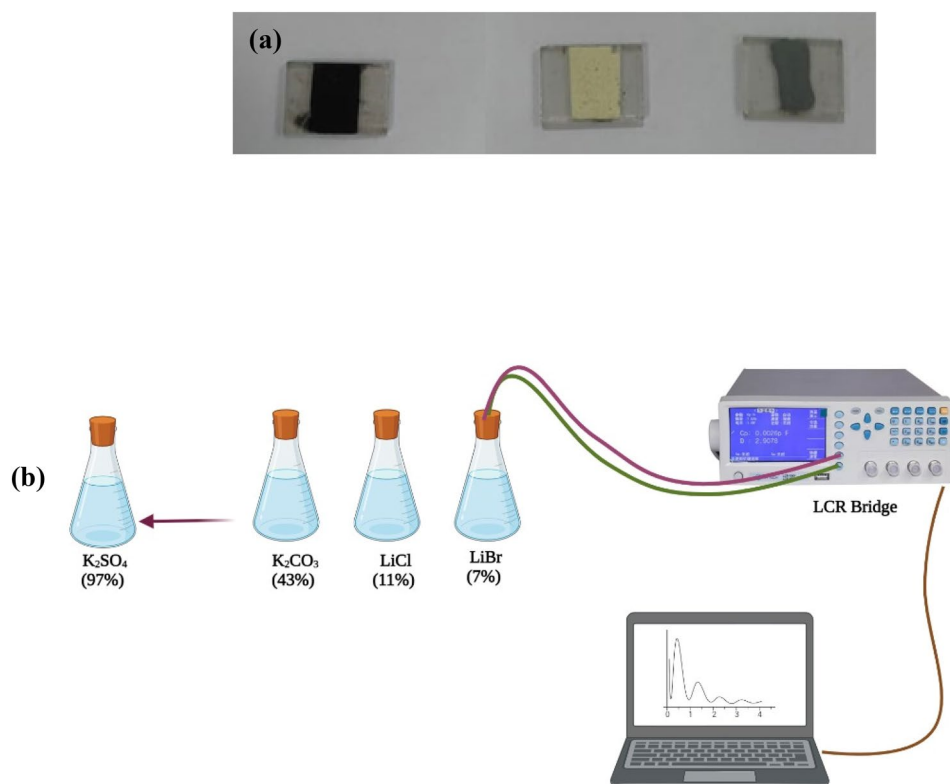 (a)
(b)
K₂SO₄
(97%)
K₂CO₃
(43%)
LiCl
(11%)
LiBr
(7%)
LCR Bridge
0 1 2 3 4